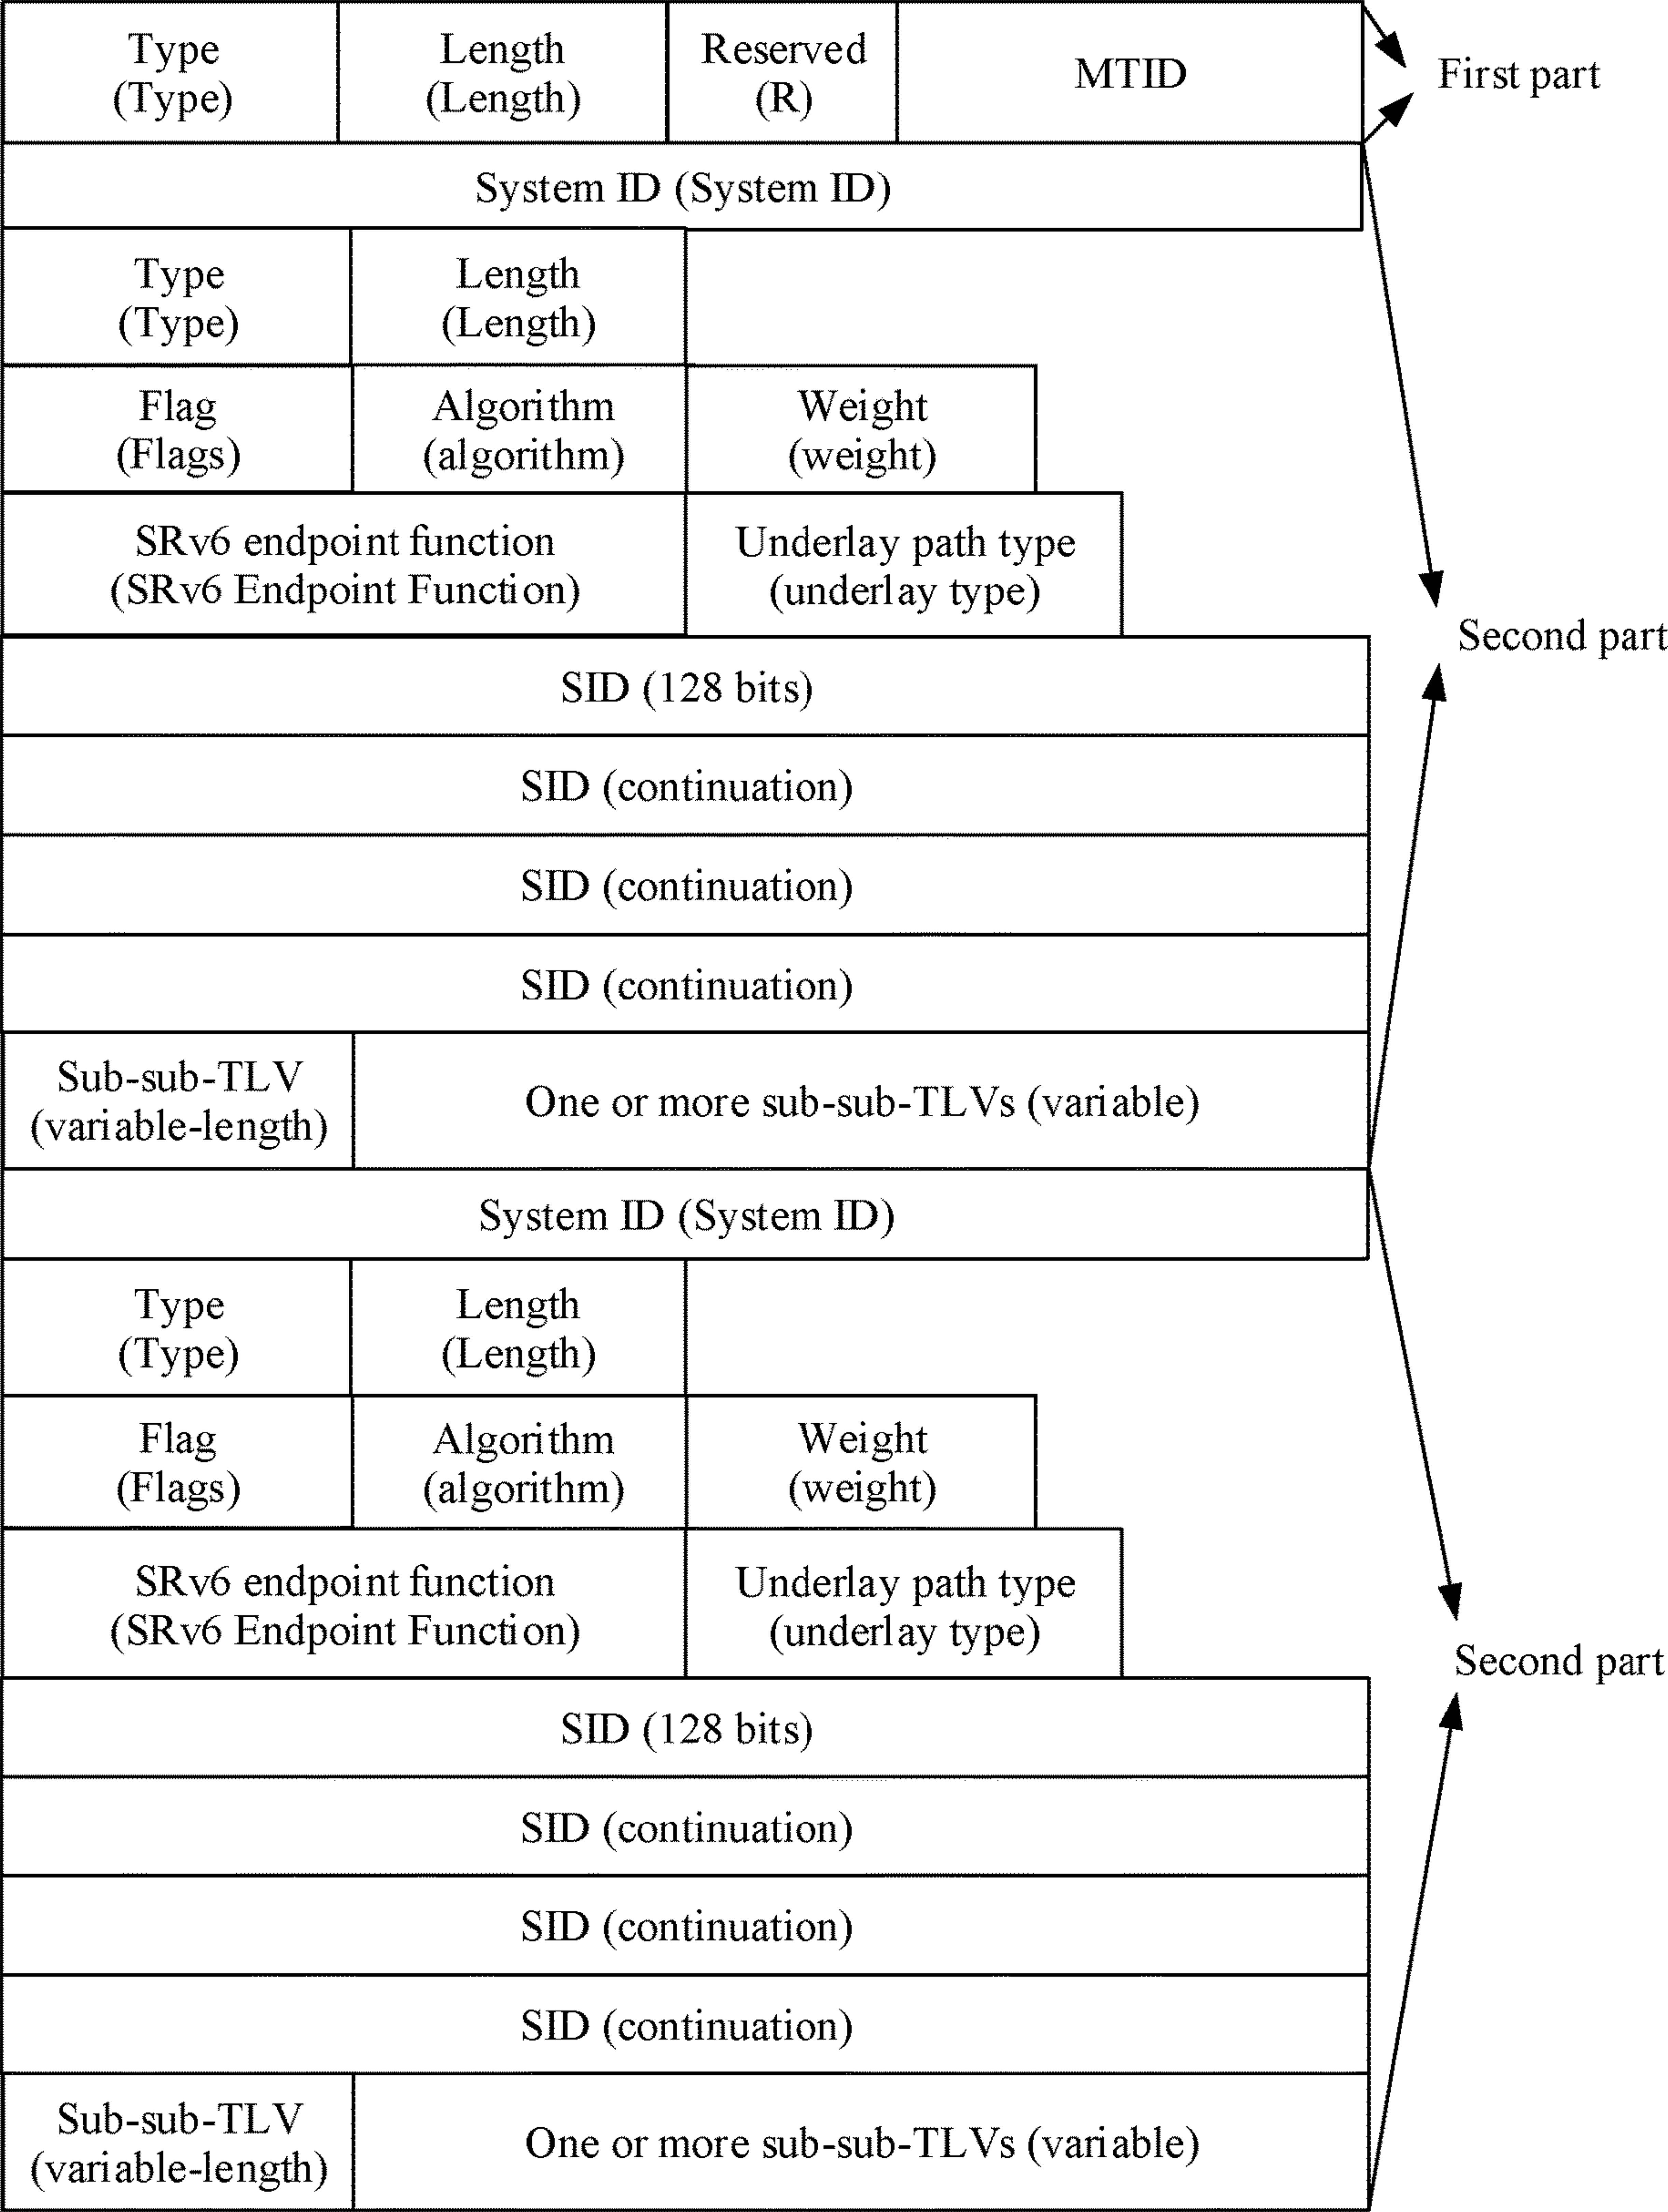 Type
(Type)
Length
(Length)
Reserved
(R)
MTID
First part
System ID (System ID)
Type
(Type)
Length
(Length)
Flag
(Flags)
Algorithm
(algorithm)
Weight
(weight)
SRv6 endpoint function
(SRv6 Endpoint Function)
Underlay path type
(underlay type)
Second part
SID (128 bits)
SID (continuation)
SID (continuation)
SID (continuation)
Sub-sub-TLV
(variable-length)
One or more sub-sub-TLVs (variable)
System ID (System ID)
Type
(Type)
Length
(Length)
Flag
(Flags)
Algorithm
(algorithm)
Weight
(weight)
SRv6 endpoint function
(SRv6 Endpoint Function)
Underlay path type
(underlay type)
Second part
SID (128 bits)
SID (continuation)
SID (continuation)
SID (continuation)
Sub-sub-TLV
(variable-length)
One or more sub-sub-TLVs (variable)